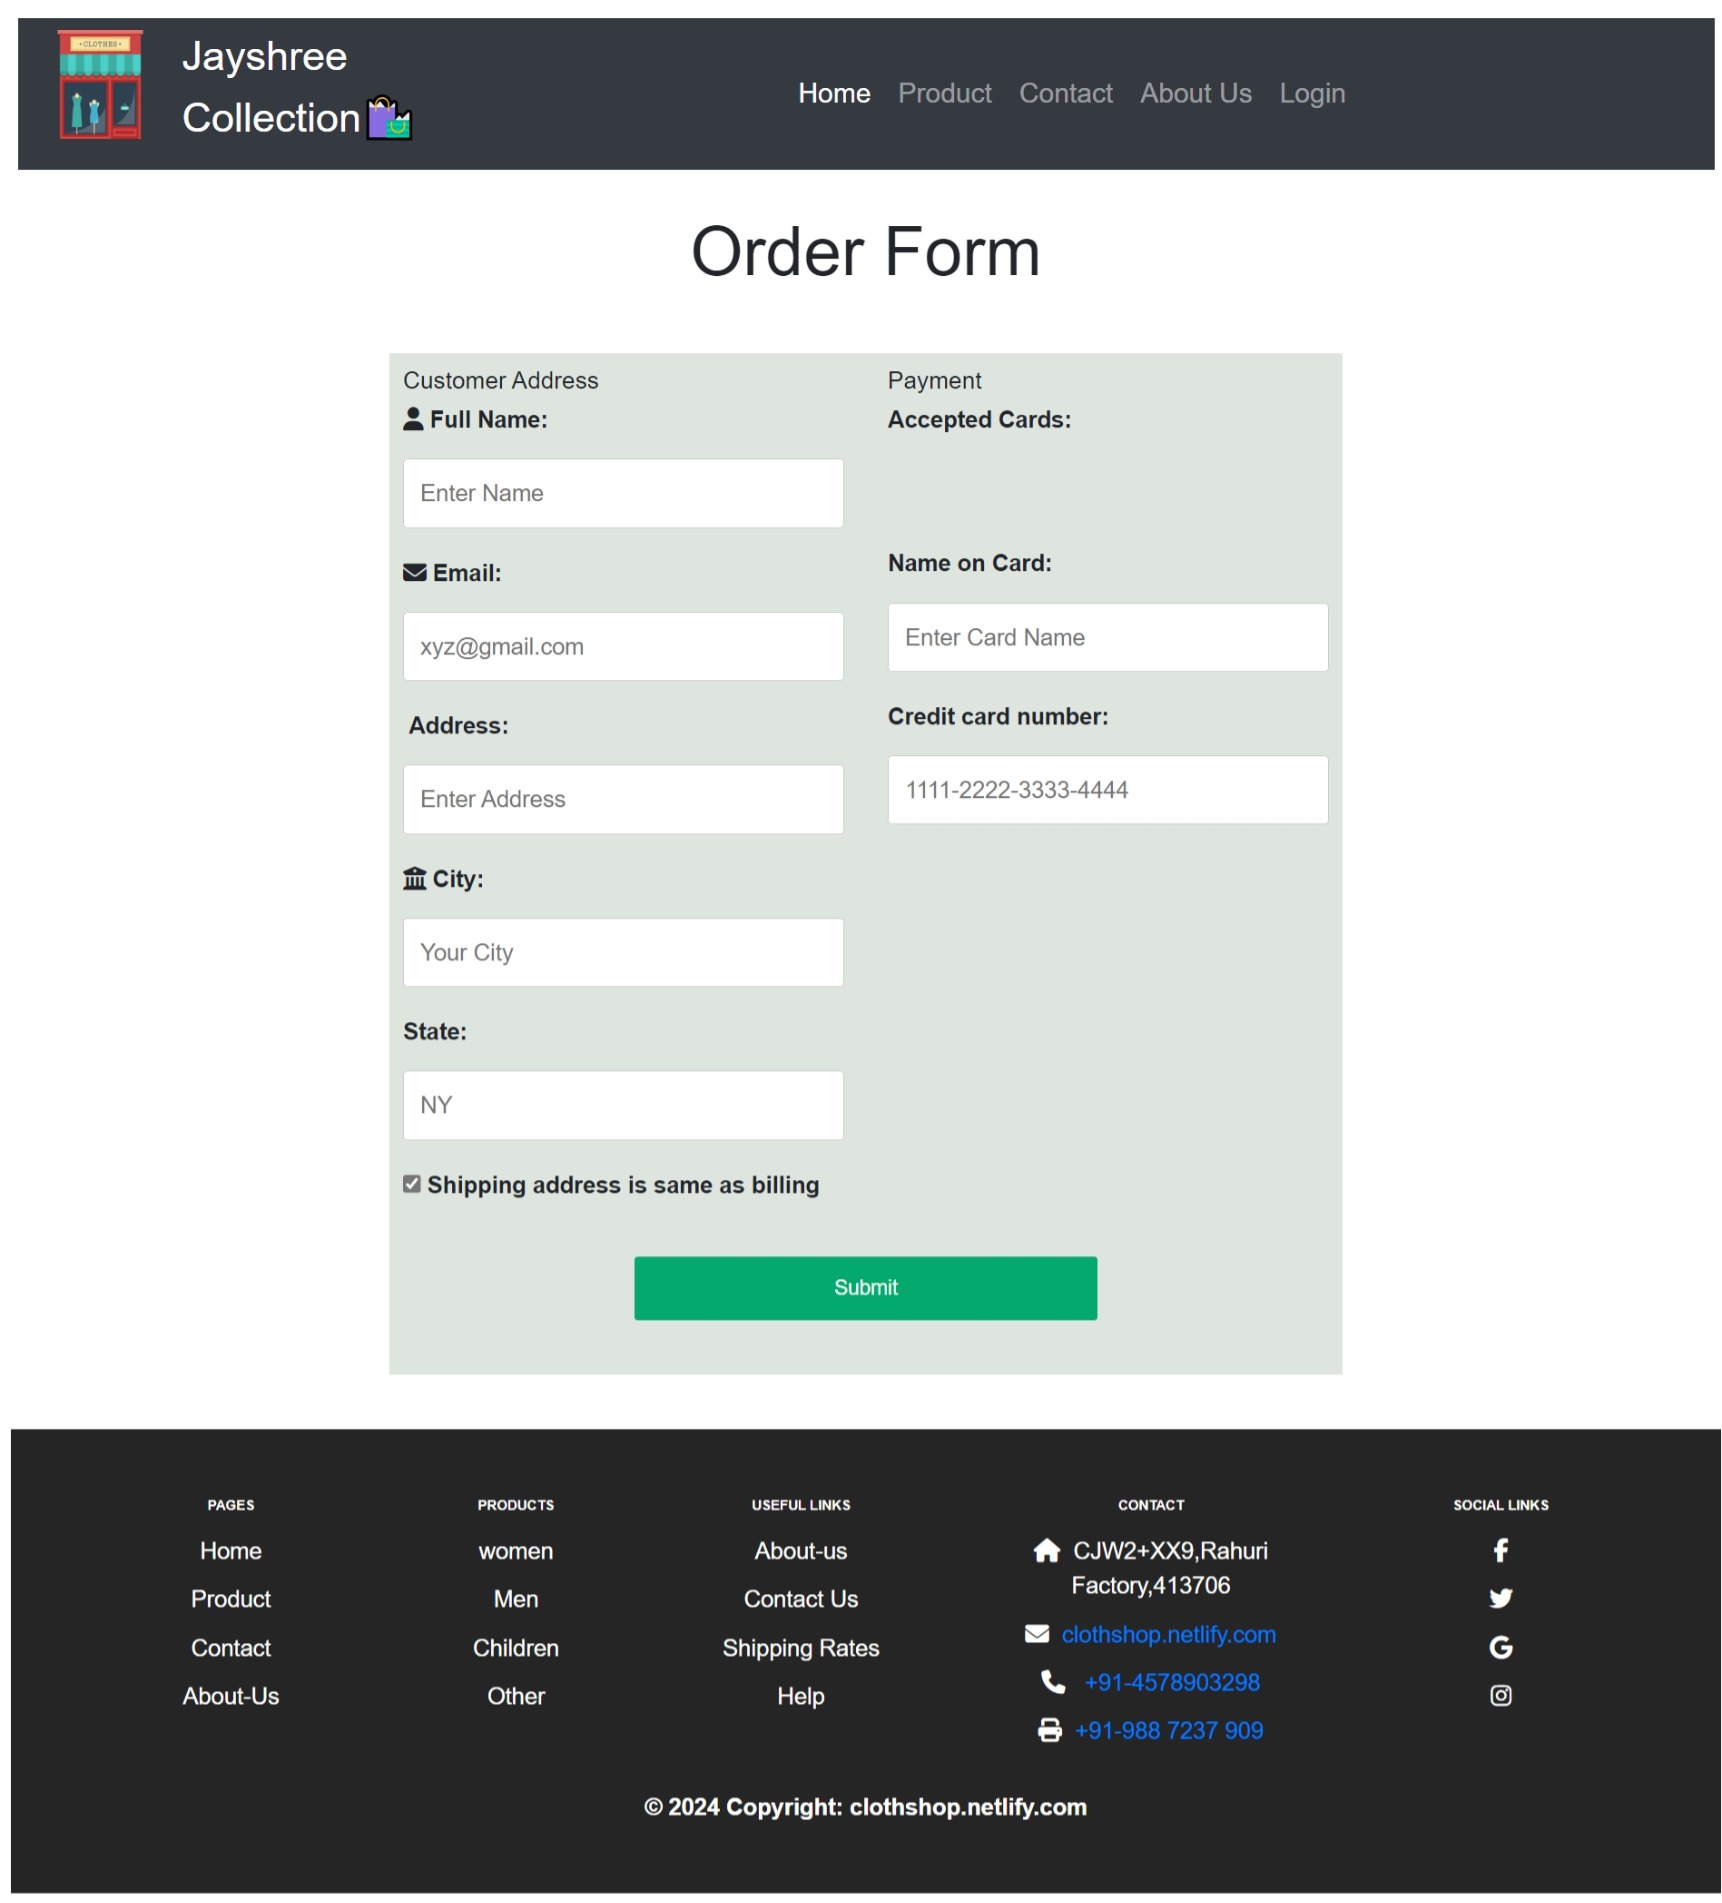 CLOTHES
Jayshree
Collection
Home Product Contact About Us Login
Order Form
Customer Address
Full Name:
Enter Name
Email:
xyz@gmail.com
Address:
Enter Address
City:
Your City
State:
NY
Shipping address is same as billing
Payment
Accepted Cards:
Name on Card:
Enter Card Name
Credit card number:
1111-2222-3333-4444
Submit
PAGES
Home
Product
Contact
About-Us
PRODUCTS
women
Men
Children
Other
USEFUL LINKS
About-us
Contact Us
Shipping Rates
Help
CONTACT
CJW2+XX9,Rahuri
Factory,413706
clothshop.netlify.com
+91-4578903298
+91-988 7237 909
SOCIAL LINKS
© 2024 Copyright: clothshop.netlify.com